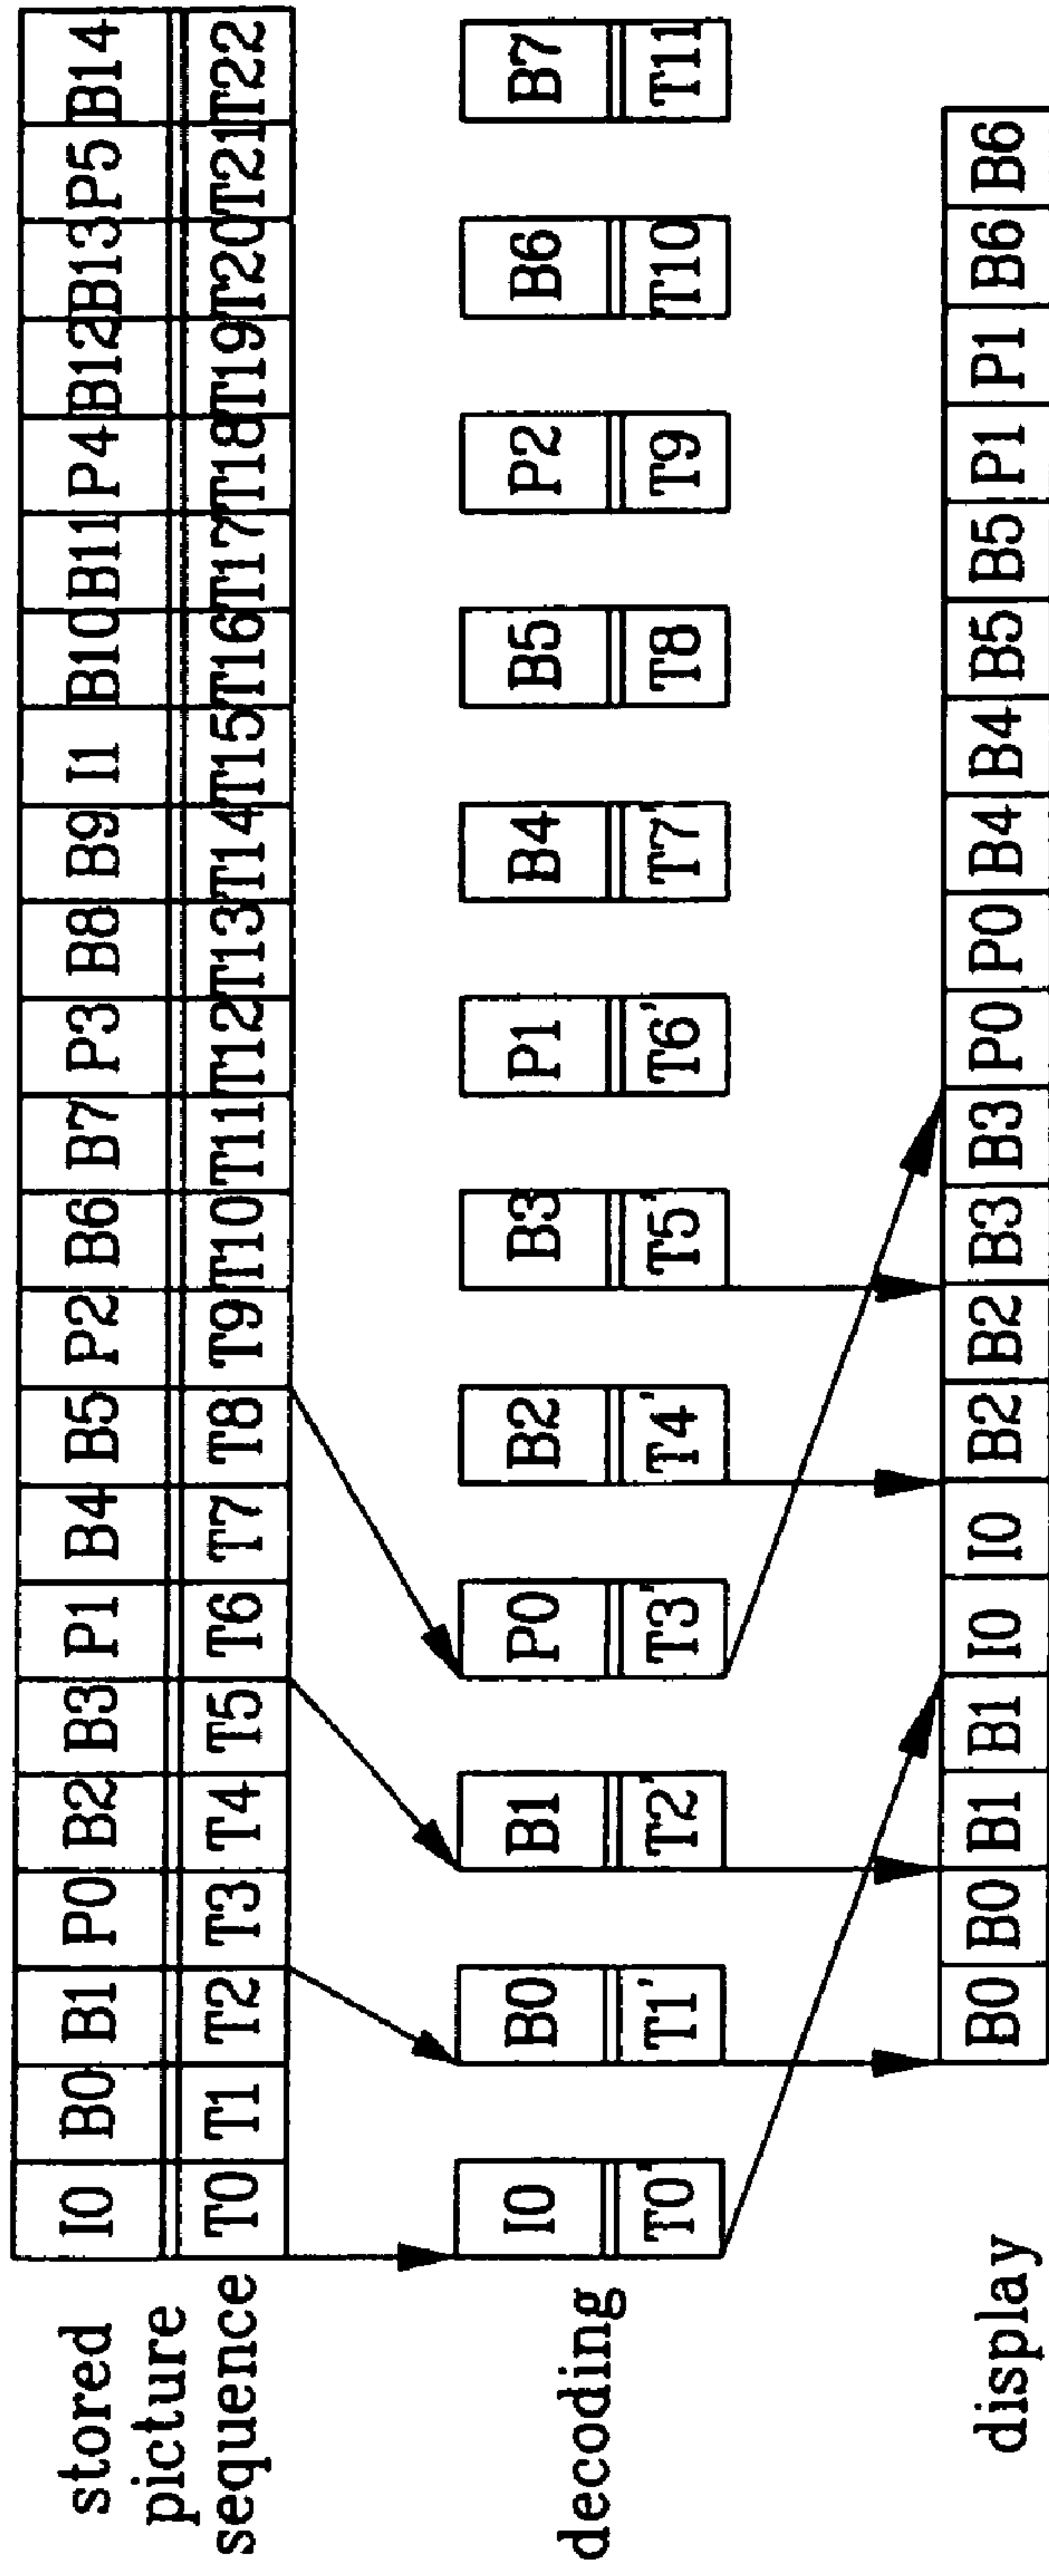 stored
picture
sequence
I0 B0 B1 P0 B2 B3 P1 B4 B5 P2 B6 B7 P3 B8 B9 I1 B10 B11 P4 B12 B13 P5 B14
T0 T1 T2 T3 T4 T5 T6 T7 T8 T9 T10 T11 T12 T13 T14 T15 T16 T17 T18 T19 T20 T21 T22
decoding
I0 B0 B1 P0 B2 B3 P1 B4 B5 P2 B6 B7
T0' T1' T2' T3' T4' T5' T6' T7' T8 T9 T10 T11
display
B0 B0 B1 B1 I0 I0 B2 B2 B3 B3 P0 P0 B4 B4 B5 B5 P1 P1 B6 B6